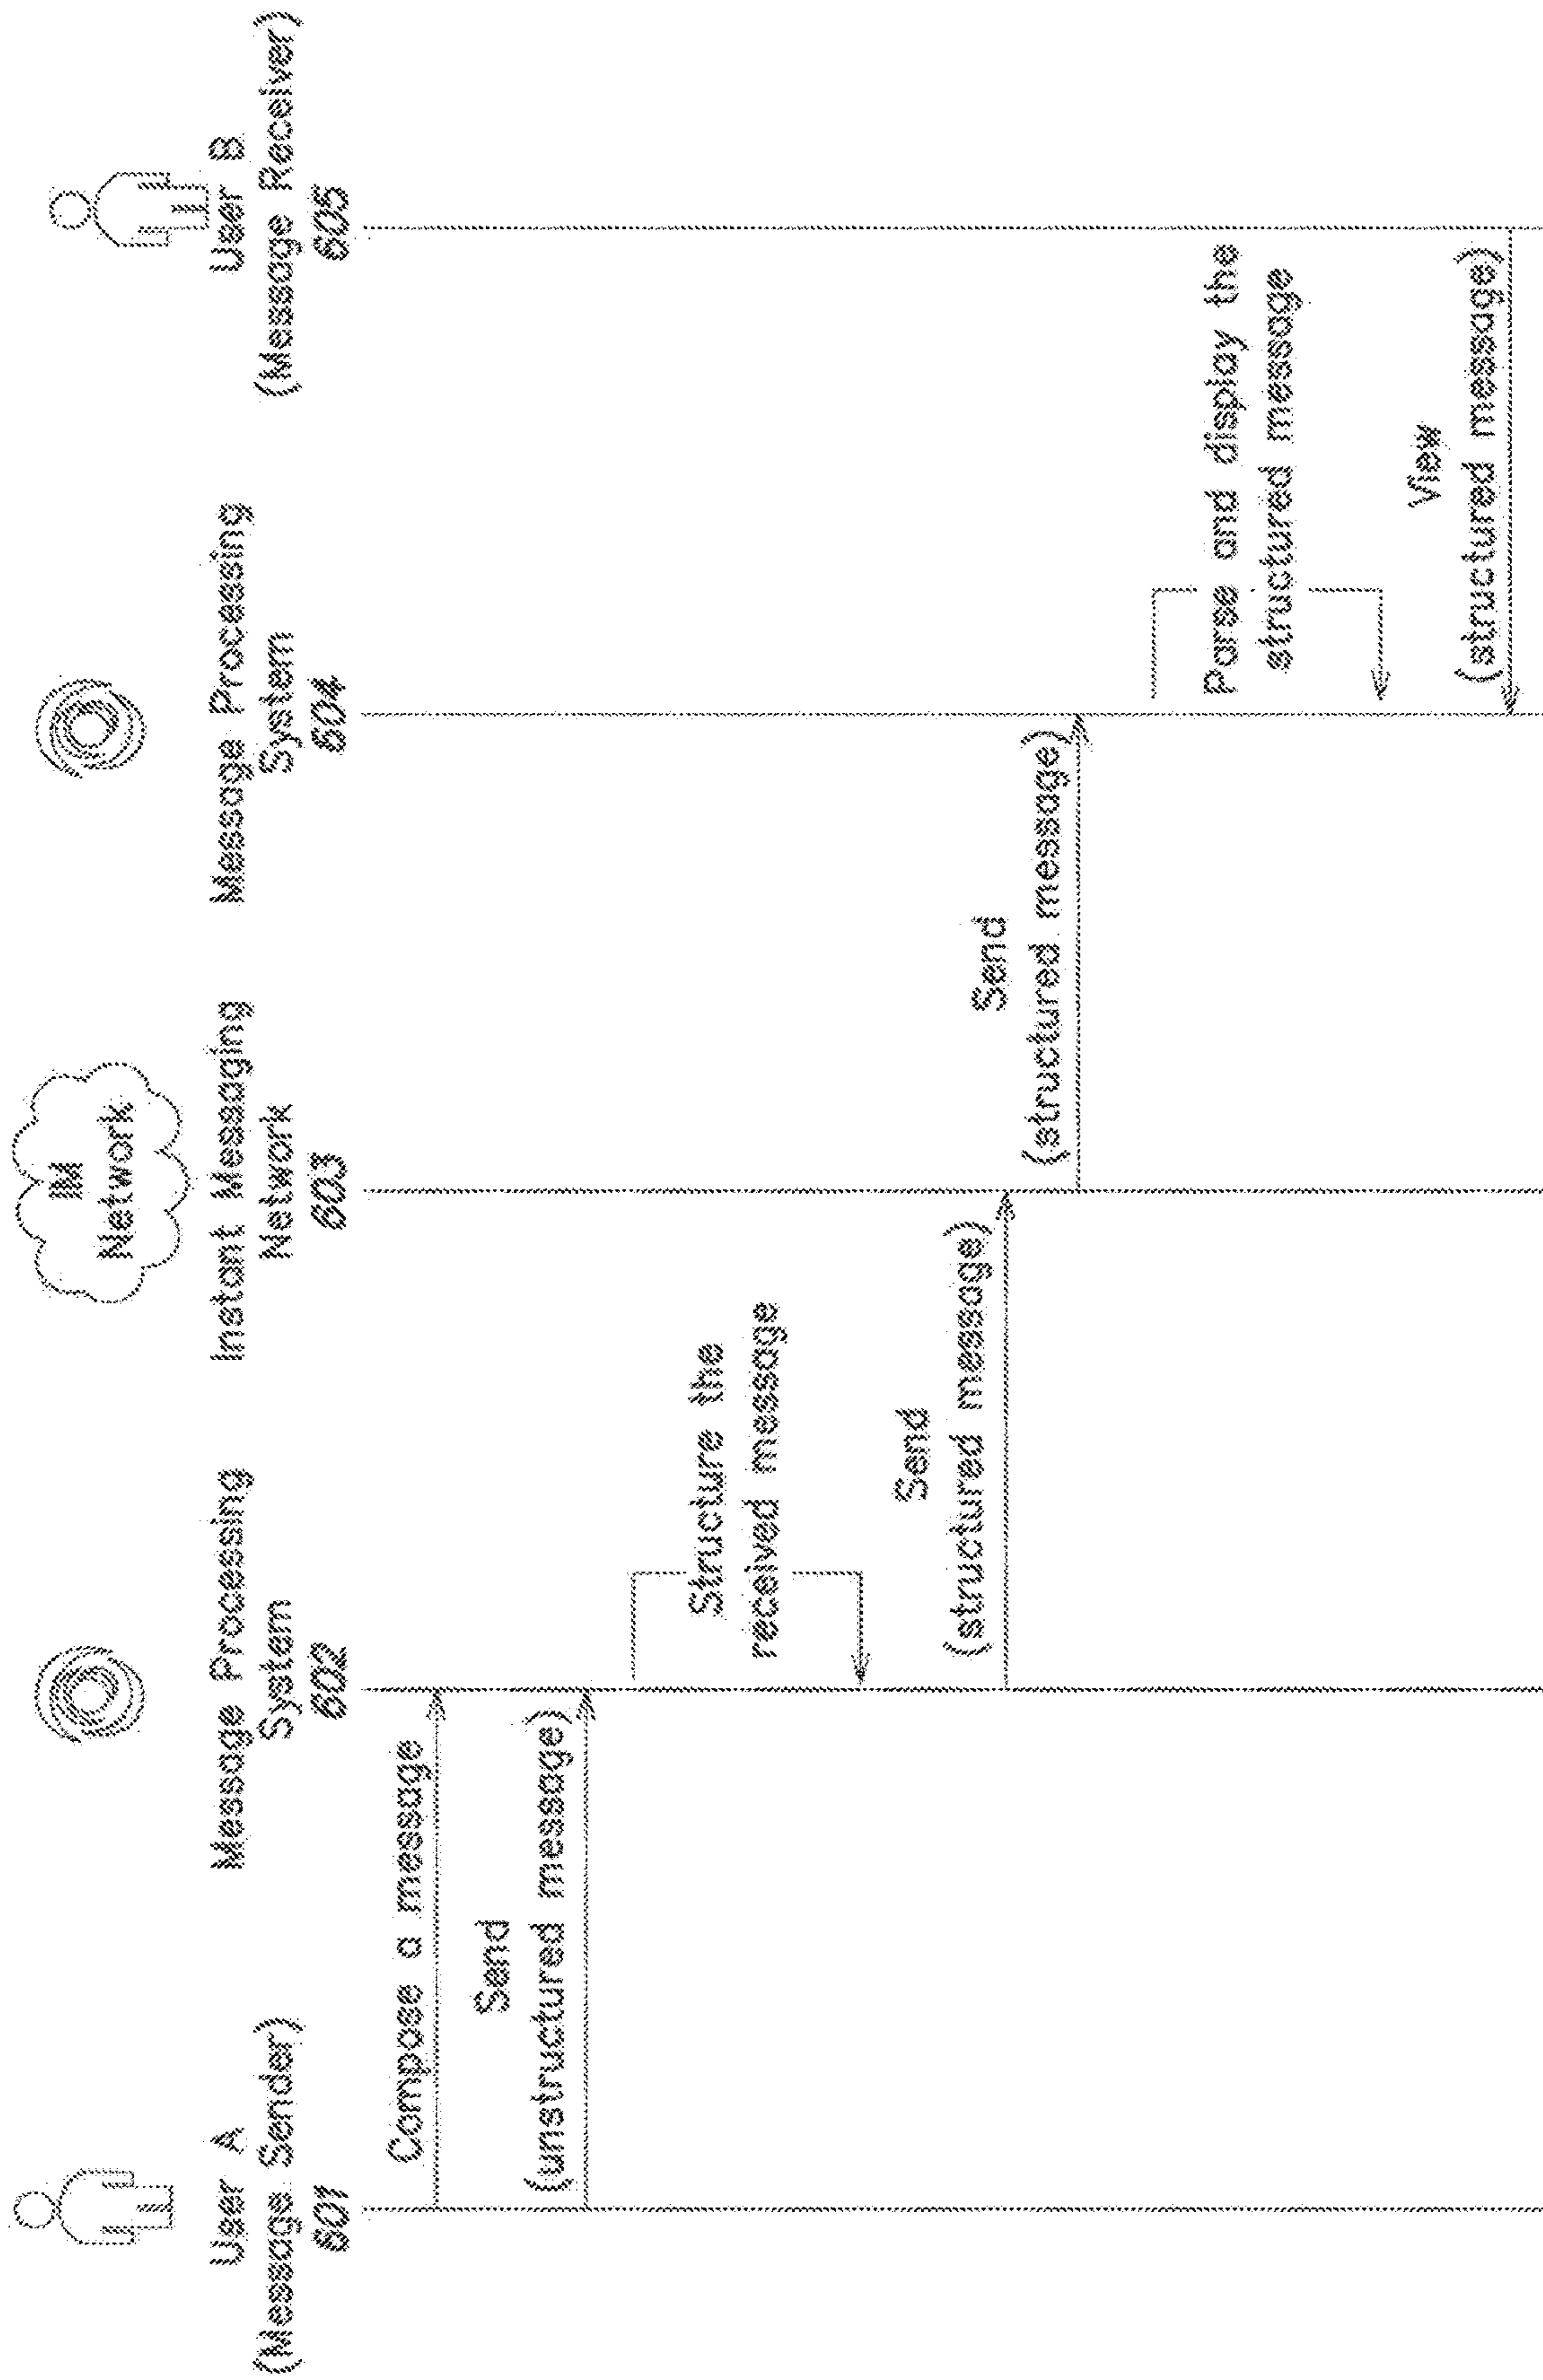 IM
Network
User A
(Message Sender)
601
Message Processing
System
602
Instant Messaging
Network
603
Message Processing
System
604
User B
(Message Receiver)
605
Compose a message
Send
(unstructured message)
Structure the
received message
Send
(structured message)
Send
(structured message)
Parse and display the
structured message
View
(structured message)